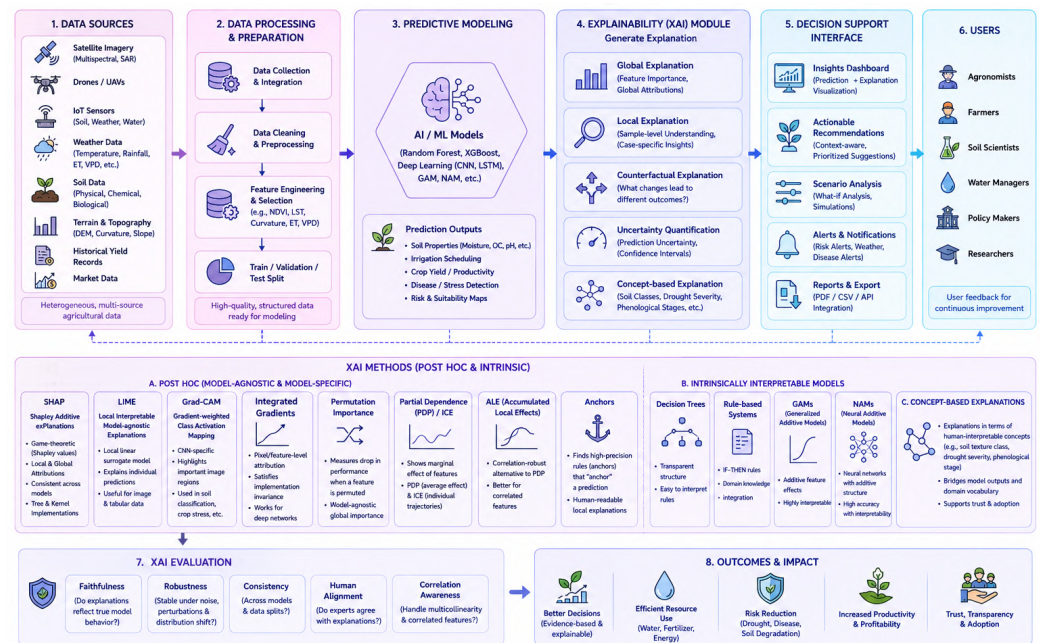 1. DATA SOURCES
Satellite Imagery
(Multispectral, SAR)
Drones / UAVs
IoT Sensors
(Soil, Weather, Water)
Weather Data
(Temperature, Rainfall,
ET, VPD, etc.)
Soil Data
(Physical, Chemical,
Biological)
Terrain & Topography
(DEM, Curvature, Slope)
Historical Yield
Records
Market Data
Heterogeneous, multi-source
agricultural data
2. DATA PROCESSING
& PREPARATION
Data Collection
& Integration
Data Cleaning
& Preprocessing
Feature Engineering
& Selection
(e.g., NDVI, LST,
Curvature, ET, VPD)
Train / Validation /
Test Split
High-quality, structured data
ready for modeling
3. PREDICTIVE MODELING
AI / ML Models
(Random Forest, XGBoost,
Deep Learning (CNN, LSTM),
GAM, NAM, etc.)
Prediction Outputs
• Soil Properties (Moisture, OC, pH, etc.)
• Irrigation Scheduling
• Crop Yield / Productivity
• Disease / Stress Detection
• Risk & Suitability Maps
4. EXPLAINABILITY (XAI) MODULE
Generate Explanation
Global Explanation
(Feature Importance,
Global Attributions)
Local Explanation
(Sample-level Understanding,
Case-specific Insights)
Counterfactual Explanation
(What changes lead to
different outcomes?)
Uncertainty Quantification
(Prediction Uncertainty,
Confidence Intervals)
Concept-based Explanation
(Soil Classes, Drought Severity,
Phenological Stages, etc.)
5. DECISION SUPPORT
INTERFACE
Insights Dashboard
(Prediction + Explanation
Visualization)
Actionable
Recommendations
(Context-aware,
Prioritized Suggestions)
Scenario Analysis
(What-if Analysis,
Simulations)
Alerts & Notifications
(Risk Alerts, Weather,
Disease Alerts)
Reports & Export
(PDF / CSV / API
Integration)
6. USERS
Agronomists
Farmers
Soil Scientists
Water Managers
Policy Makers
Researchers
User feedback for
continuous improvement
XAI METHODS (POST HOC & INTRINSIC)
A. POST HOC (MODEL-AGNOSTIC & MODEL-SPECIFIC)
SHAP
Shapley Additive
exPlanations
• Game-theoretic
(Shapley values)
• Local & Global
Attributions
• Consistent across
models
• Tree & Kernel
Implementations
LIME
Local Interpretable
Model-agnostic
Explanations
• Local linear
surrogate model
• Explains individual
predictions
• Useful for image
& tabular data
Grad-CAM
Gradient-weighted
Class Activation
Mapping
• CNN-specific
• Highlights
important image
regions
• Used in soil
classification,
crop stress, etc.
Integrated
Gradients
• Pixel/feature-level
attribution
• Satisfies
implementation
invariance
• Works for
deep networks
Permutation
Importance
• Measures drop in
performance
when a feature
is permuted
• Model-agnostic
global importance
Partial Dependence
(PDP) / ICE
• Shows marginal
effect of features
• PDP (average effect)
& ICE (individual
trajectories)
ALE (Accumulated
Local Effects)
• Correlation-robust
alternative to PDP
• Better for
correlated
features
Anchors
• Finds high-precision
rules (anchors)
that "anchor"
a prediction
• Human-readable
local explanations
B. INTRINSICALLY INTERPRETABLE MODELS
Decision Trees
• Transparent
structure
• Easy to interpret
rules
Rule-based
Systems
• IF-THEN rules
• Domain knowledge
• integration
GAMs
(Generalized
Additive Models)
• Additive feature
effects
• Highly interpretable
NAMs
(Neural Additive
Models)
• Neural networks
with additive
structure
• High accuracy
with interpretability
C. CONCEPT-BASED EXPLANATIONS
• Explanations in terms of
human-interpretable concepts
(e.g., soil texture class,
drought severity, phenological
stage)
• Bridges model outputs and
domain vocabulary
• Supports trust & adoption
7. XAI EVALUATION
Faithfulness
(Do explanations
reflect true model
behavior?)
Robustness
(Stable under noise,
perturbations &
distribution shift?)
Consistency
(Across models
& data splits?)
Human
Alignment
(Do experts agree
with explanations?)
Correlation
Awareness
(Handle multicollinarity
& correlated features?)
8. OUTCOMES & IMPACT
Better Decisions
(Evidence-based &
explainable)
Efficient Resource
Use
(Water, Fertilizer,
Energy)
Risk Reduction
(Drought, Disease,
Soil Degradation)
Increased Productivity
& Profitability
Trust, Transparency
& Adoption